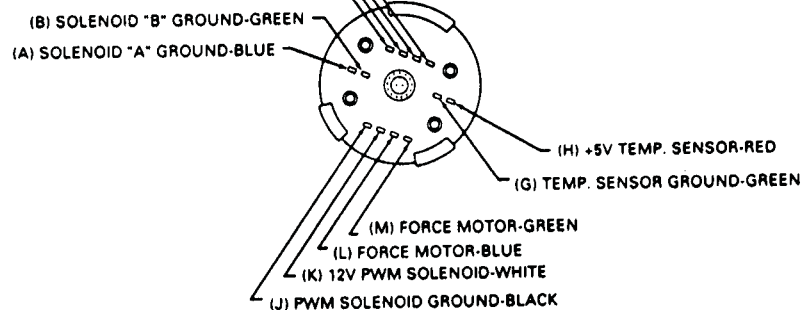 (B) SOLENOID "B" GROUND-GREEN
(A) SOLENOID "A" GROUND-BLUE
(H) +5V TEMP. SENSOR-RED
(G) TEMP. SENSOR GROUND-GREEN
(M) FORCE MOTOR-GREEN
(L) FORCE MOTOR-BLUE
(K) 12V PWM SOLENOID-WHITE
(J) PWM SOLENOID GROUND-BLACK